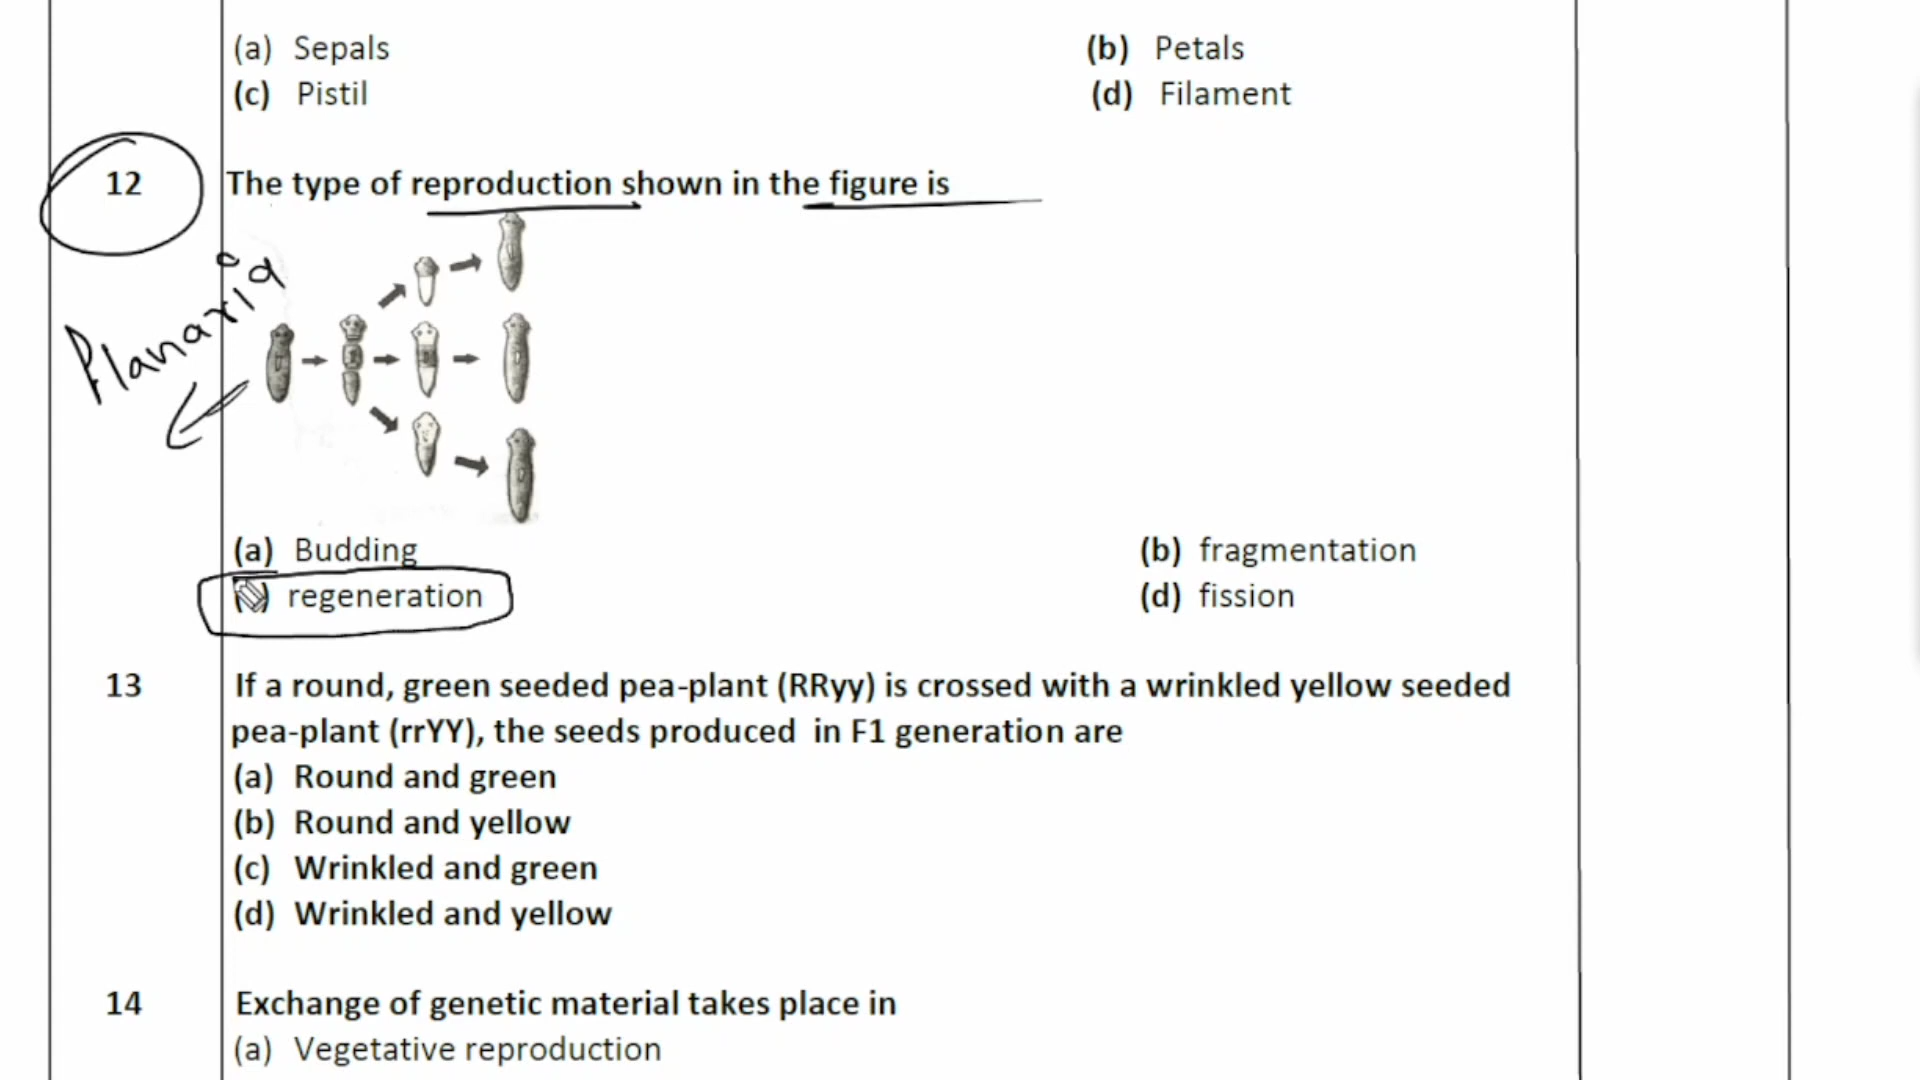 (a) Sepals (b) Petals
(c) Pistil (d) Filament
12 The type of reproduction shown in the figure is
Planaria
(a) Budding (b) fragmentation
regeneration (d) fission
13 If a round, green seeded pea-plant (RRyy) is crossed with a wrinkled yellow seeded
pea-plant (rrYY), the seeds produced in F1 generation are
(a) Round and green
(b) Round and yellow
(c) Wrinkled and green
(d) Wrinkled and yellow
14 Exchange of genetic material takes place in
(a) Vegetative reproduction